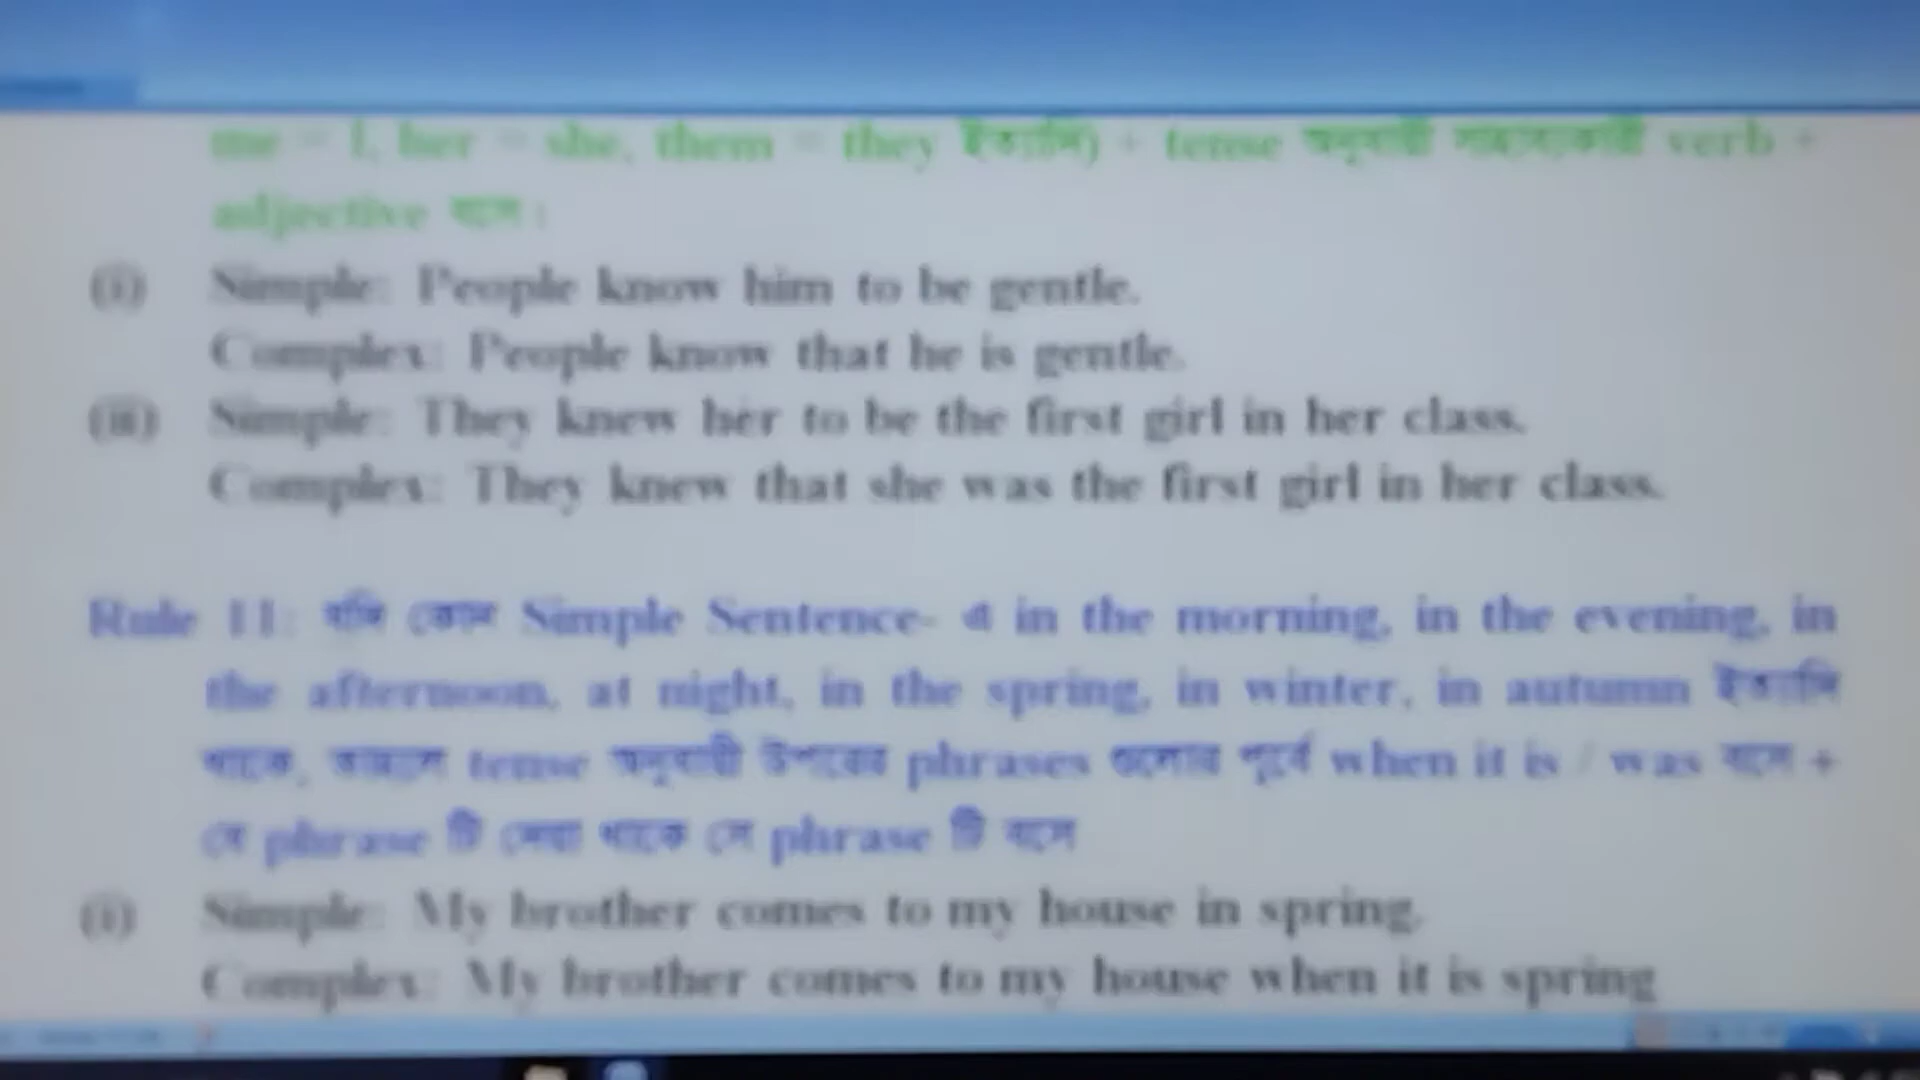 me = I, her = she, them = they ইত্যাদি) + tense অনুযায়ী সাহায্যকারী verb +
adjective বসে।
(i) Simple: People know him to be gentle.
Complex: People know that he is gentle.
(ii) Simple: They knew her to be the first girl in her class.
Complex: They knew that she was the first girl in her class.
Rule 11: যদি কোন Simple Sentence- এ in the morning, in the evening, in
the afternoon, at night, in the spring, in winter, in autumn ইত্যাদি
থাকে, তাহলে tense অনুযায়ী উপরের phrases গুলোর পূর্বে when it is / was বসে +
যে phrase টি দেয়া থাকে সে phrase টি বসে
(i) Simple: My brother comes to my house in spring.
Complex: My brother comes to my house when it is spring